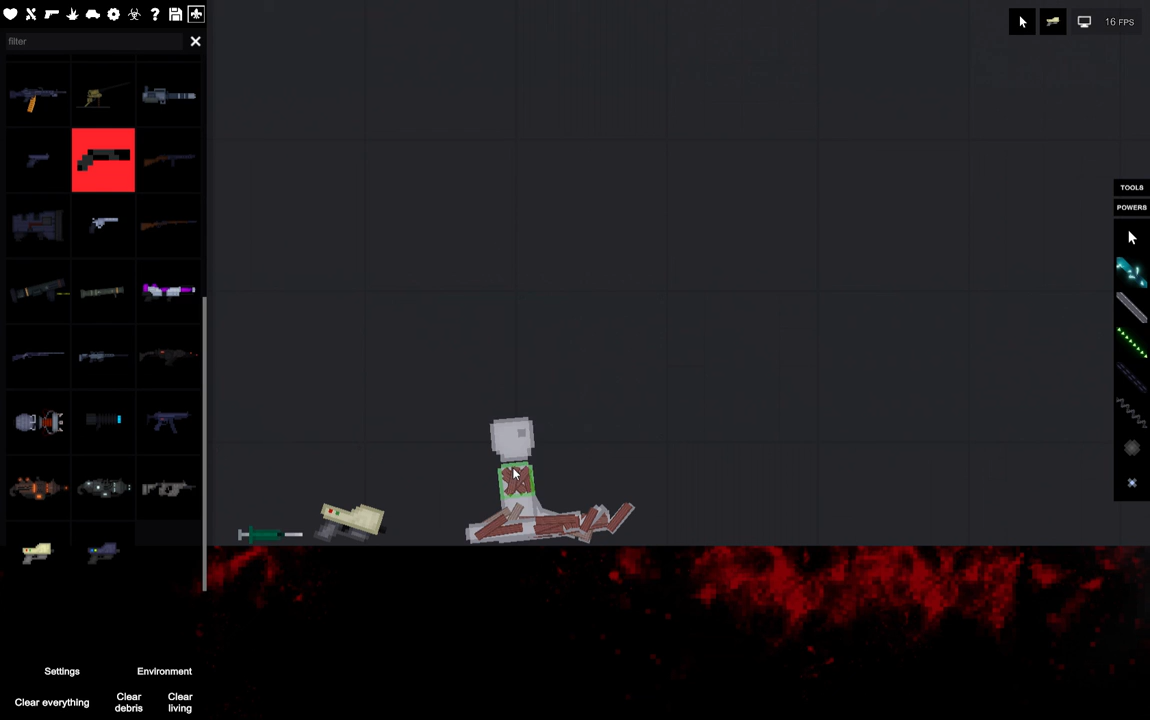 16 FPS
filter
TOOLS
POWERS
Settings
Environment
Clear everything
Clear
debris
Clear
living